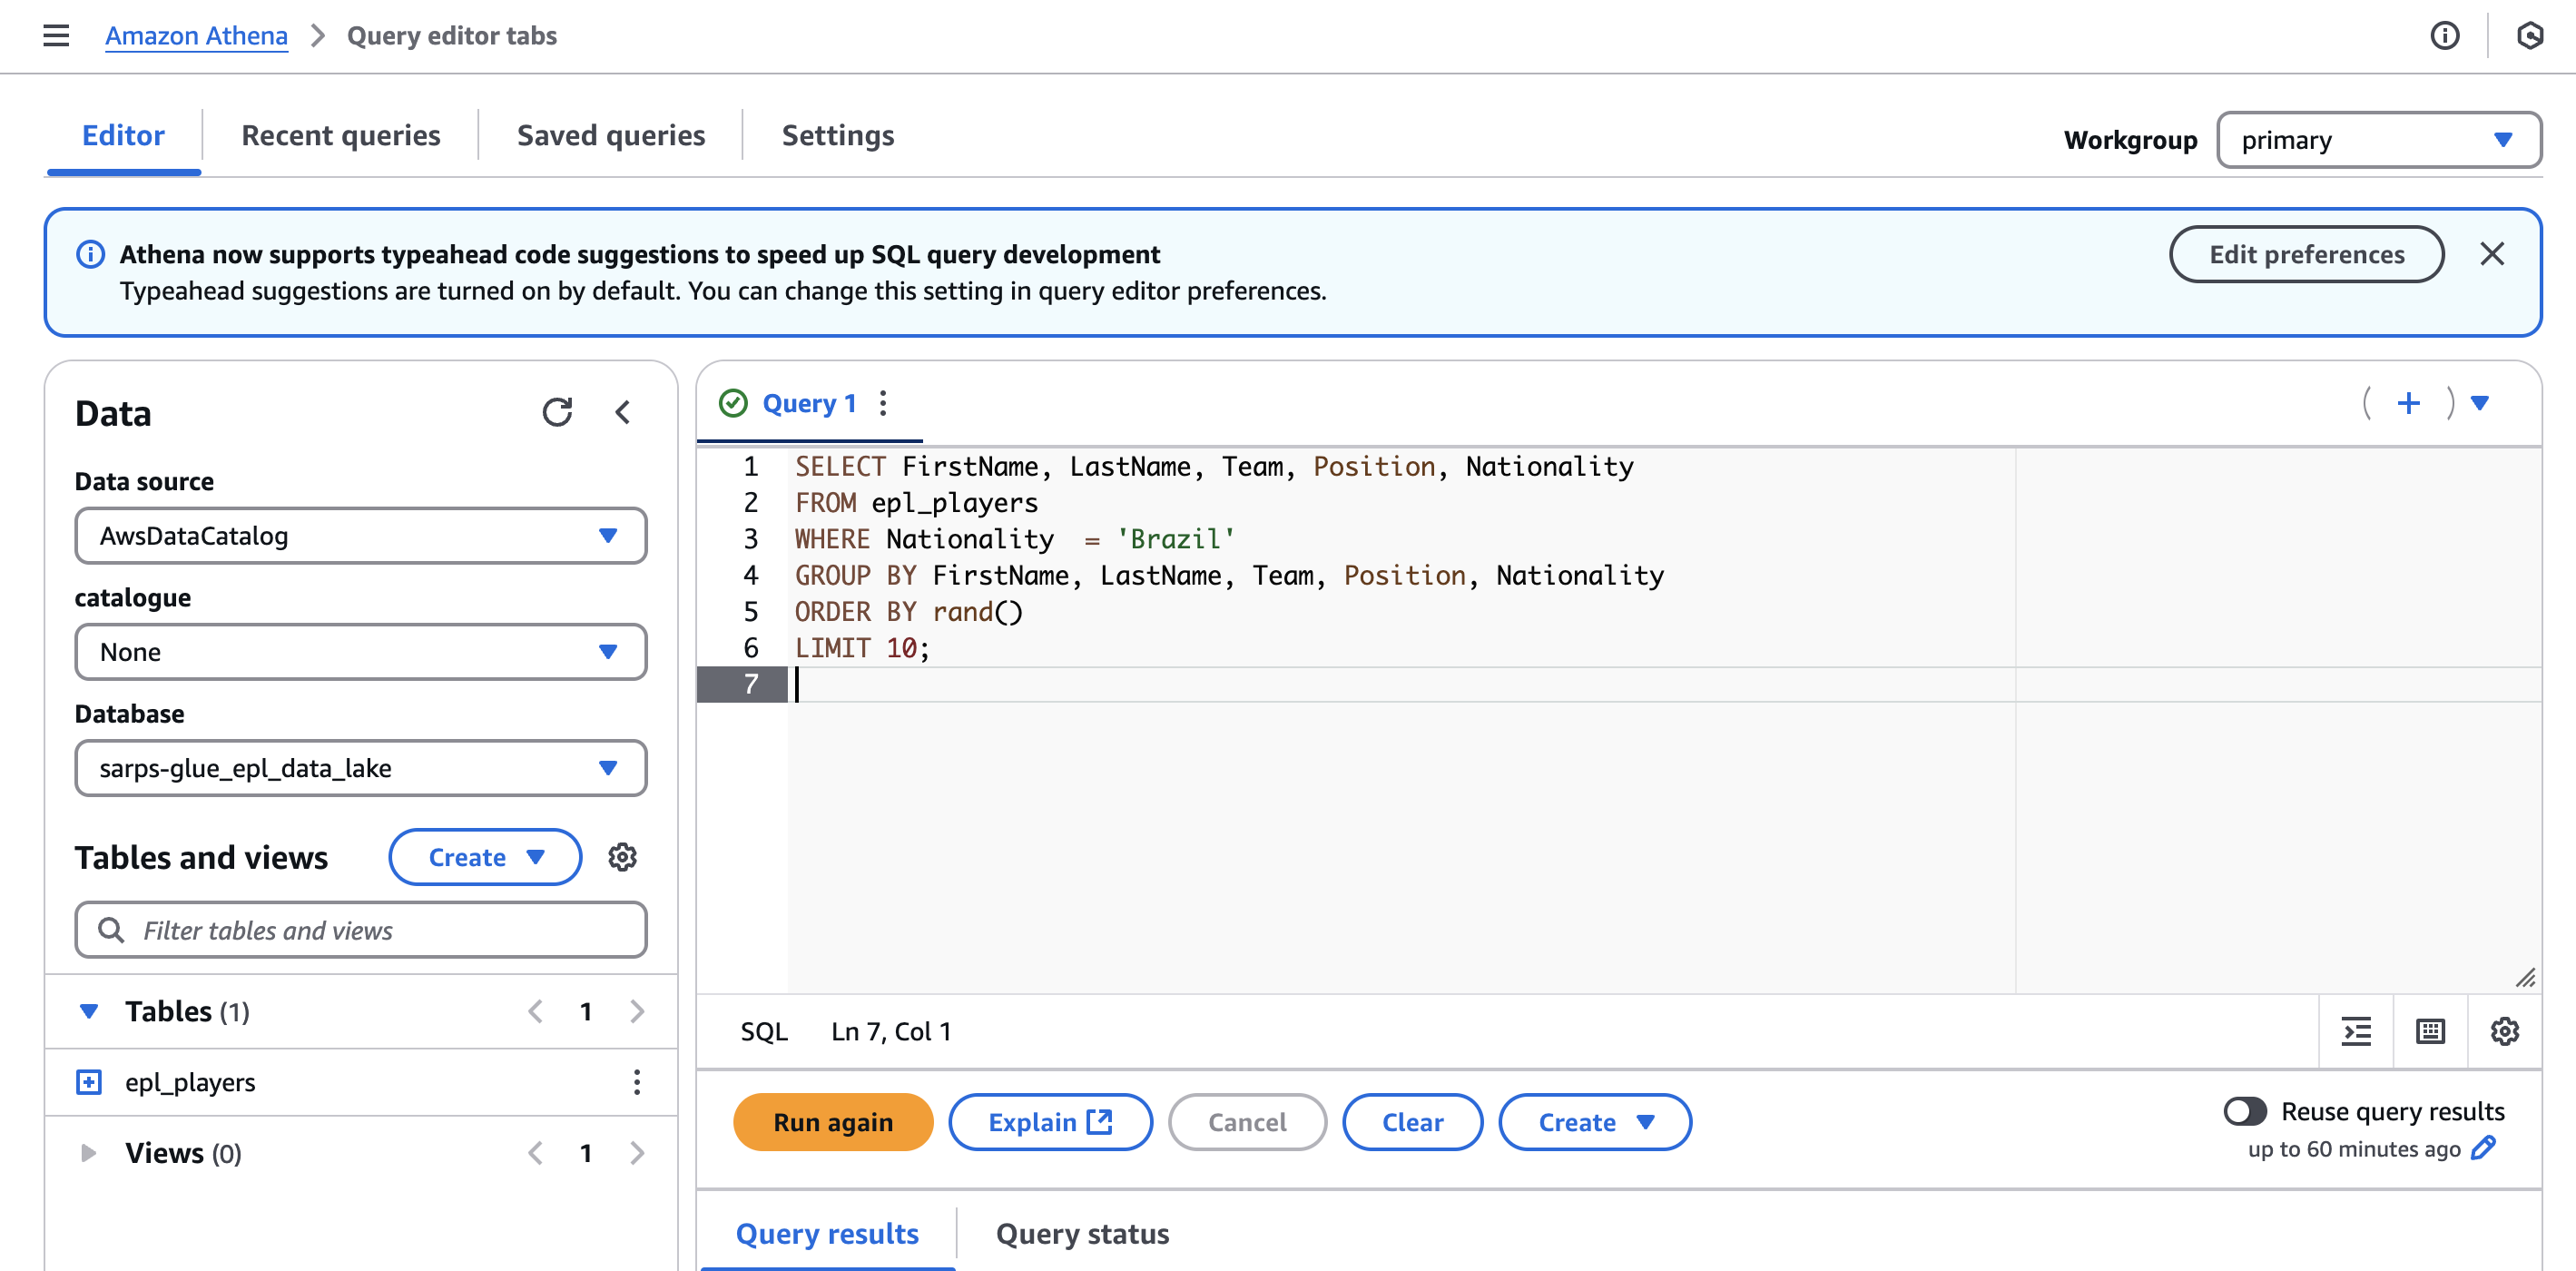 Amazon Athena > Query editor tabs
Editor
Recent queries
Saved queries
Settings
Workgroup
primary
Athena now supports typeahead code suggestions to speed up SQL query development
Typeahead suggestions are turned on by default. You can change this setting in query editor preferences.
Edit preferences
Data
Data source
AwsDataCatalog
catalogue
None
Database
sarps-glue_epl_data_lake
Tables and views
Create
Filter tables and views
Tables (1)
1
epl_players
Views (0)
1
Query 1
1 SELECT FirstName, LastName, Team, Position, Nationality
2 FROM epl_players
3 WHERE Nationality  = 'Brazil'
4 GROUP BY FirstName, LastName, Team, Position, Nationality
5 ORDER BY rand()
6 LIMIT 10;
7
SQL
Ln 7, Col 1
Run again
Explain
Cancel
Clear
Create
Reuse query results
up to 60 minutes ago
Query results
Query status